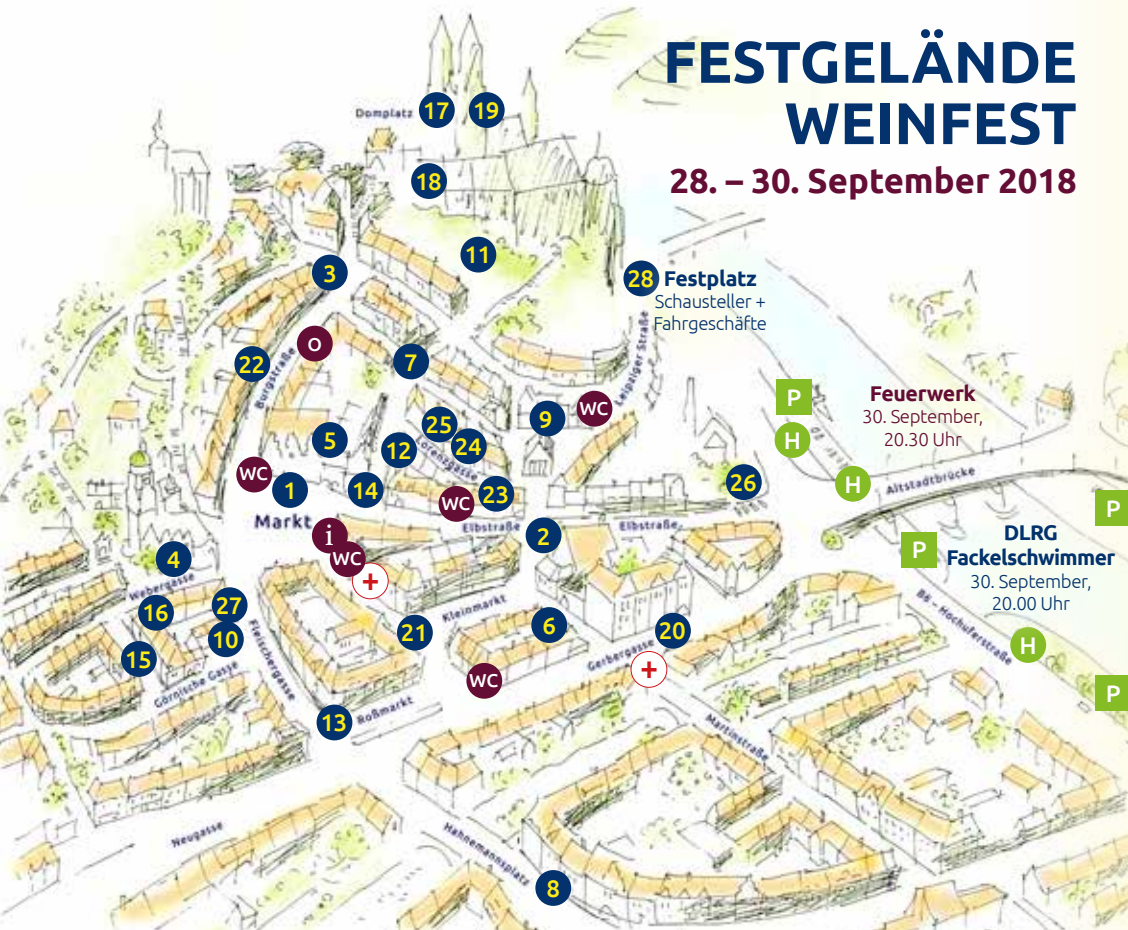 FESTGELÄNDE
WEINFEST
28. – 30. September 2018
Domplatz
17
19
18
11
3
28
Festplatz
Schausteller +
Fahrgeschäfte
Leipziger Straße
O
22
Burgstraße
7
P
H
Feuerwerk
30. September,
20.30 Uhr
9
WC
25
24
5
12
Lorenzgasse
WC
1
14
WC
23
26
H
Altstadtbrücke
P
Markt
i
WC
Elbstraße
2
Elbstraße
P
DLRG
Fackelschwimmer
30. September,
20.00 Uhr
4
Webergasse
+
16
27
10
15
Görnische Gasse
Fleischergasse
Kleinmarkt
21
6
20
Gerbergasse
+
WC
B6 - Hochuferstraße
H
P
13
Roßmarkt
Martinstraße
Neugasse
Hahnemannsplatz
8